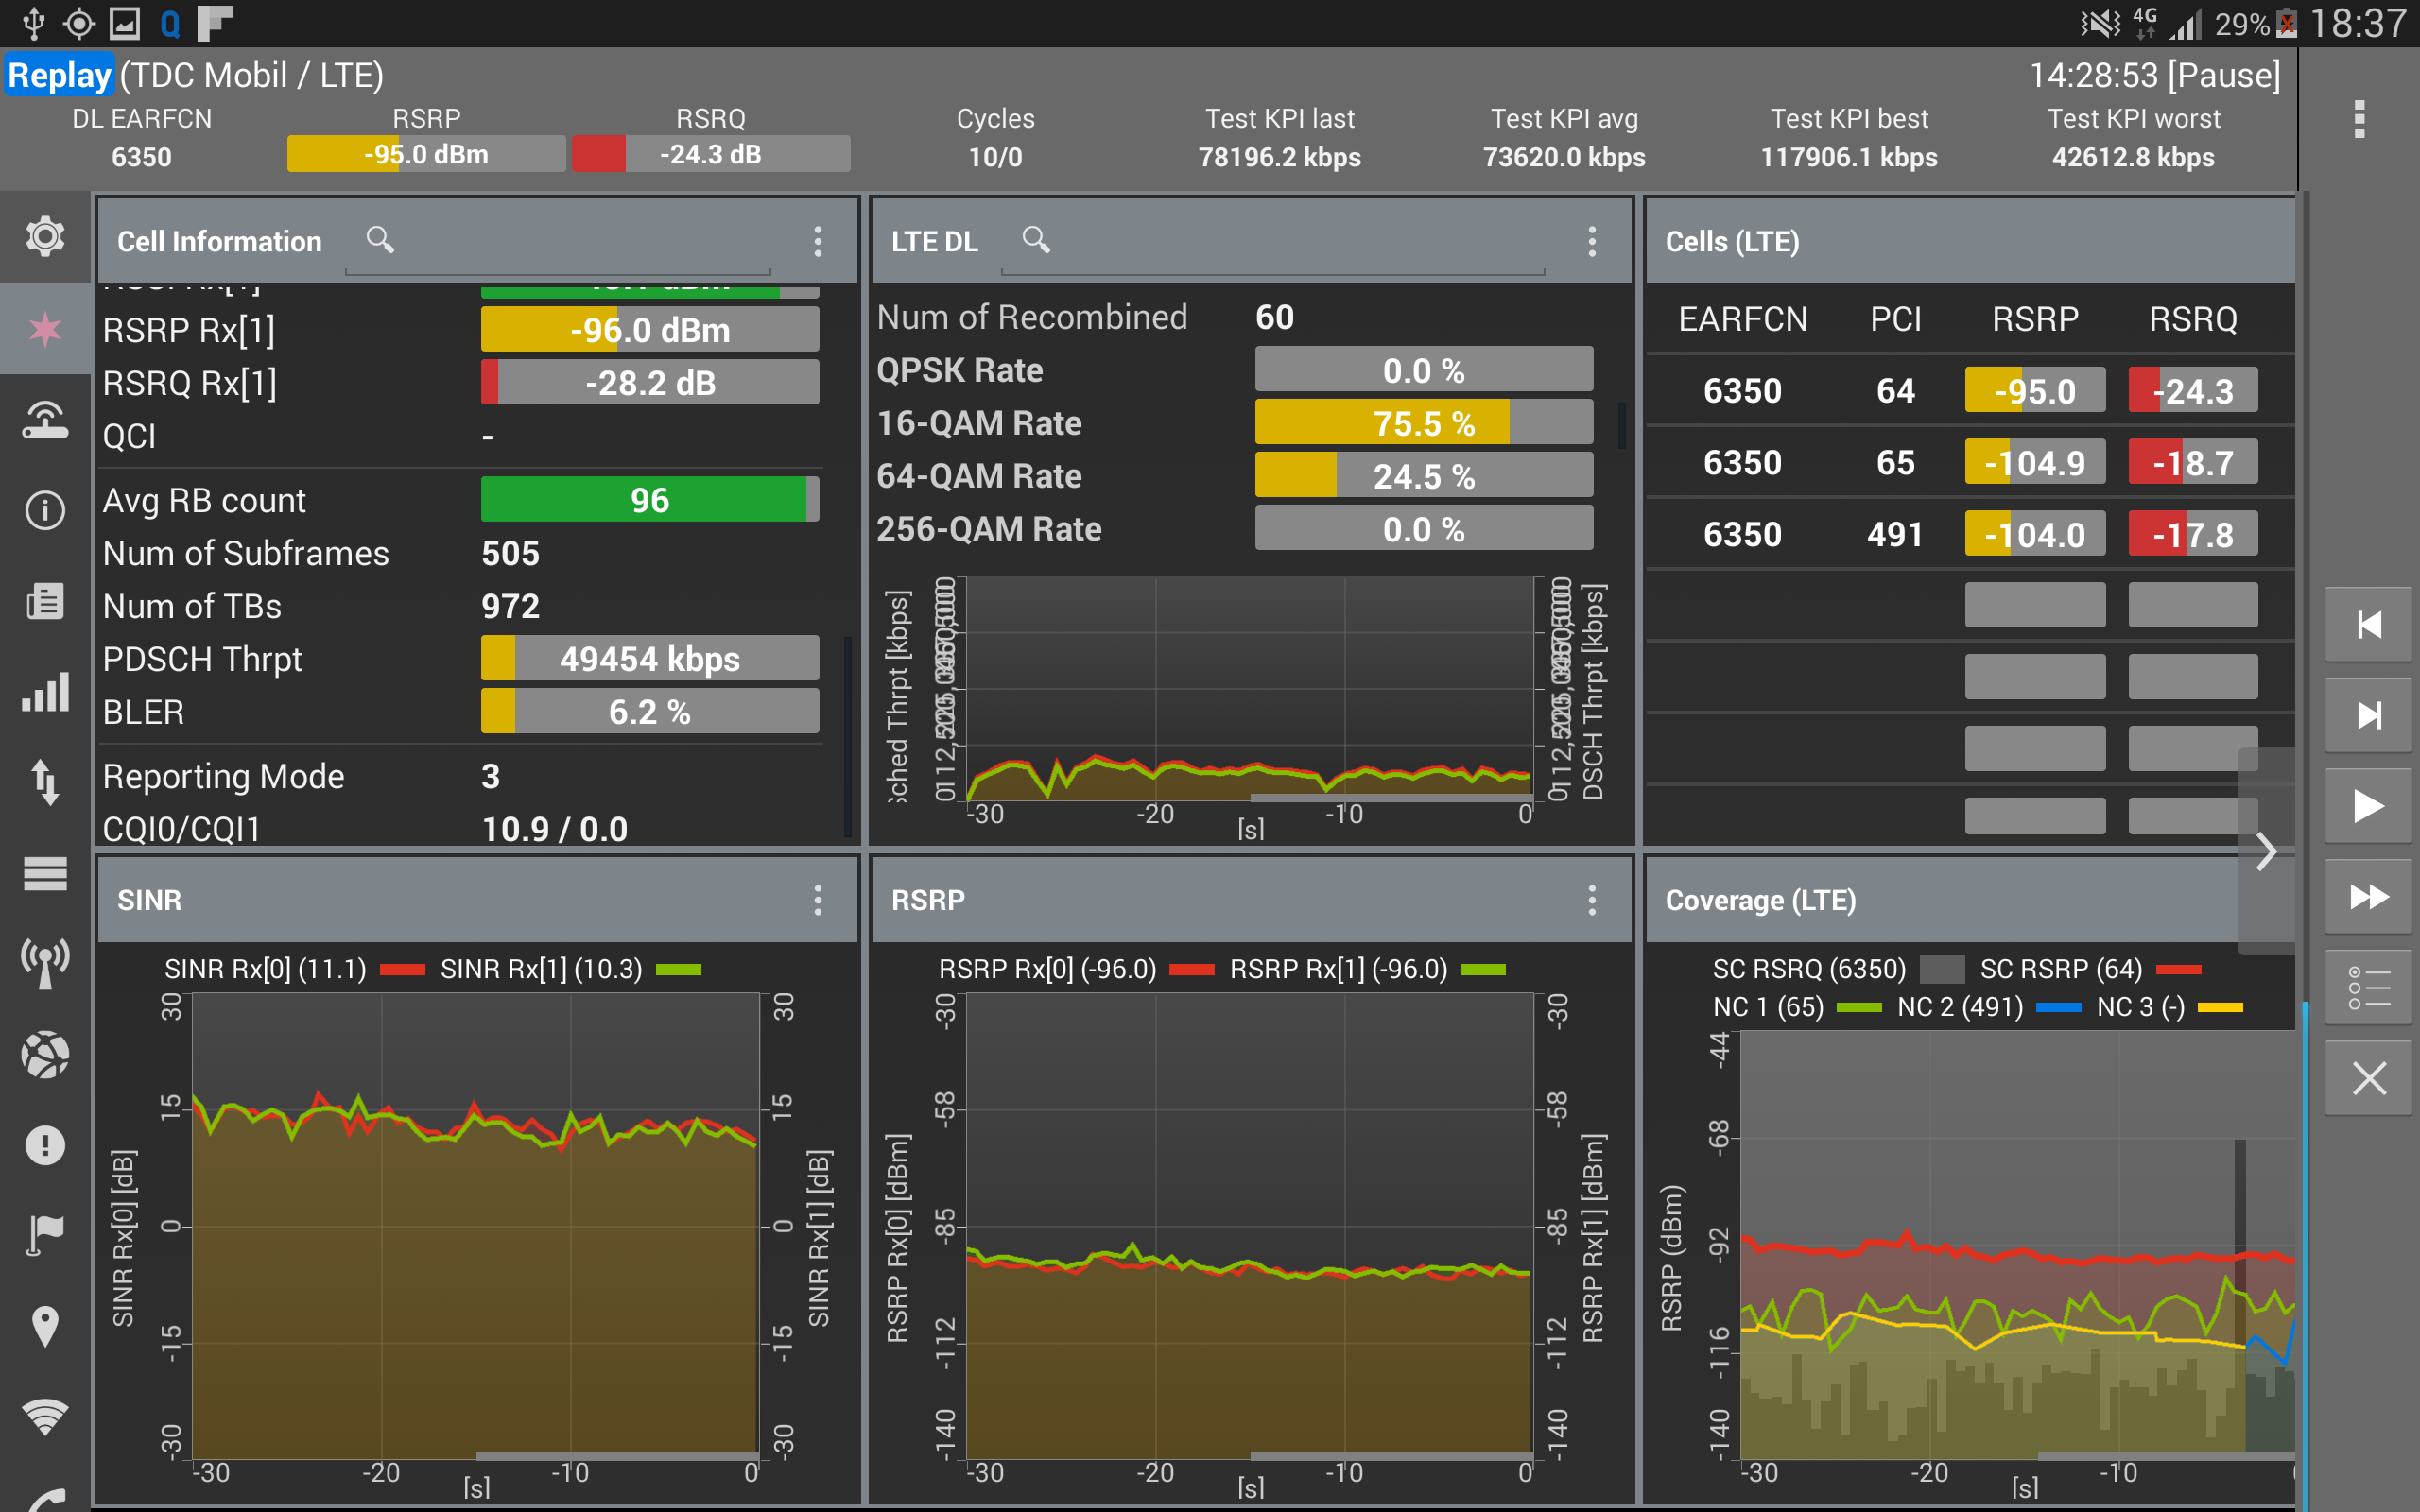 4G 29% 18:37
Replay (TDC Mobil / LTE) 14:28:53 [Pause]
DL EARFCN RSRP RSRQ Cycles Test KPI last Test KPI avg Test KPI best Test KPI worst
6350 -95.0 dBm -24.3 dB 10/0 78196.2 kbps 73620.0 kbps 117906.1 kbps 42612.8 kbps
Cell Information
RSRP Rx[1] -96.0 dBm
RSRQ Rx[1] -28.2 dB
QCI -
Avg RB count 96
Num of Subframes 505
Num of TBs 972
PDSCH Thrpt 49454 kbps
BLER 6.2 %
Reporting Mode 3
CQI0/CQI1 10.9 / 0.0
LTE DL
Num of Recombined 60
QPSK Rate 0.0 %
16-QAM Rate 75.5 %
64-QAM Rate 24.5 %
256-QAM Rate 0.0 %
Sched Thrpt [kbps]
DSCH Thrpt [kbps]
-30 -20 -10 0
[s]
Cells (LTE)
EARFCN PCI RSRP RSRQ
6350 64 -95.0 -24.3
6350 65 -104.9 -18.7
6350 491 -104.0 -17.8
SINR
SINR Rx[0] (11.1) SINR Rx[1] (10.3)
30 15 0 -15 -30
SINR Rx[0] [dB]
30 15 0 -15 -30
SINR Rx[1] [dB]
-30 -20 -10 0
[s]
RSRP
RSRP Rx[0] (-96.0) RSRP Rx[1] (-96.0)
-30 -58 -85 -112 -140
RSRP Rx[0] [dBm]
-30 -58 -85 -112 -140
RSRP Rx[1] [dBm]
-30 -20 -10 0
[s]
Coverage (LTE)
SC RSRQ (6350) SC RSRP (64)
NC 1 (65) NC 2 (491) NC 3 (-)
-44 -68 -92 -116 -140
RSRP (dBm)
-30 -20 -10
[s]